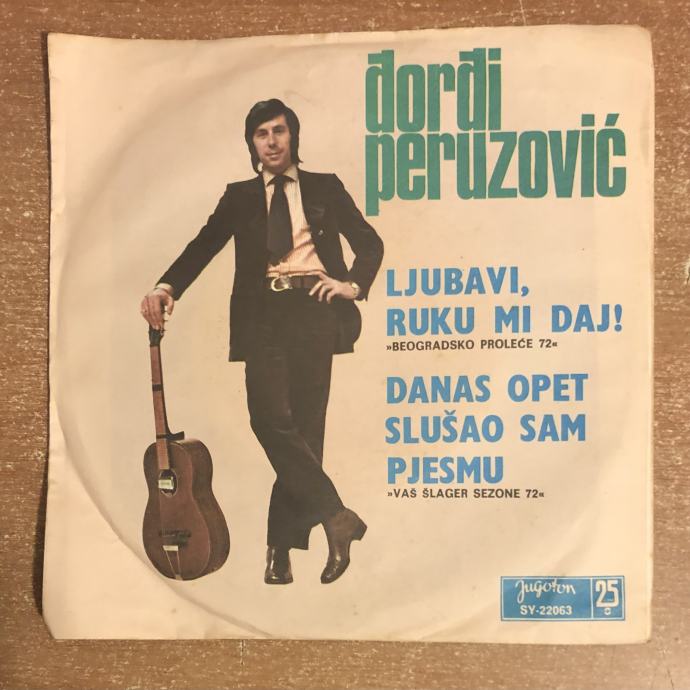 đorđi
peruzović
LJUBAVI,
RUKU MI DAJ!
»BEOGRADSKO PROLEĆE 72«
DANAS OPET
SLUŠAO SAM
PJESMU
»VAŠ ŠLAGER SEZONE 72«
Jugoton
SY-22063
25